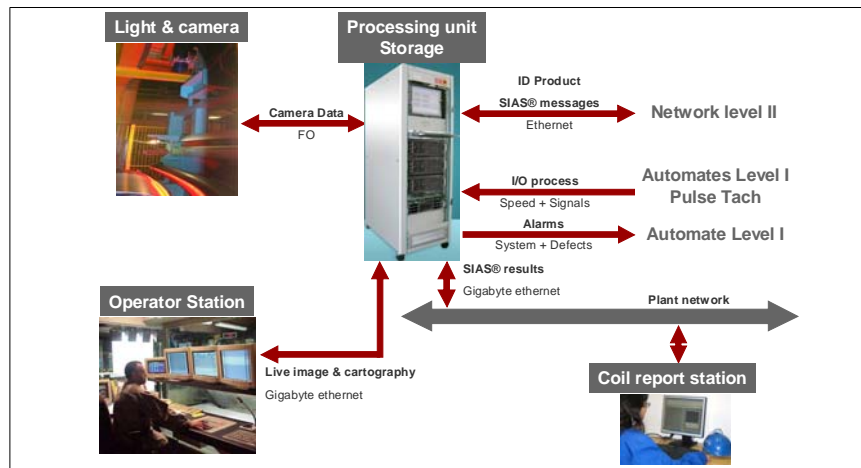 Light & camera
Processing unit
Storage
ID Product
SIAS® messages
Ethernet
Network level II
Camera Data
FO
I/O process
Speed + Signals
Automates Level I
Pulse Tach
Alarms
System + Defects
Automate Level I
SIAS® results
Gigabyte ethernet
Operator Station
Plant network
Live image & cartography
Gigabyte ethernet
Coil report station